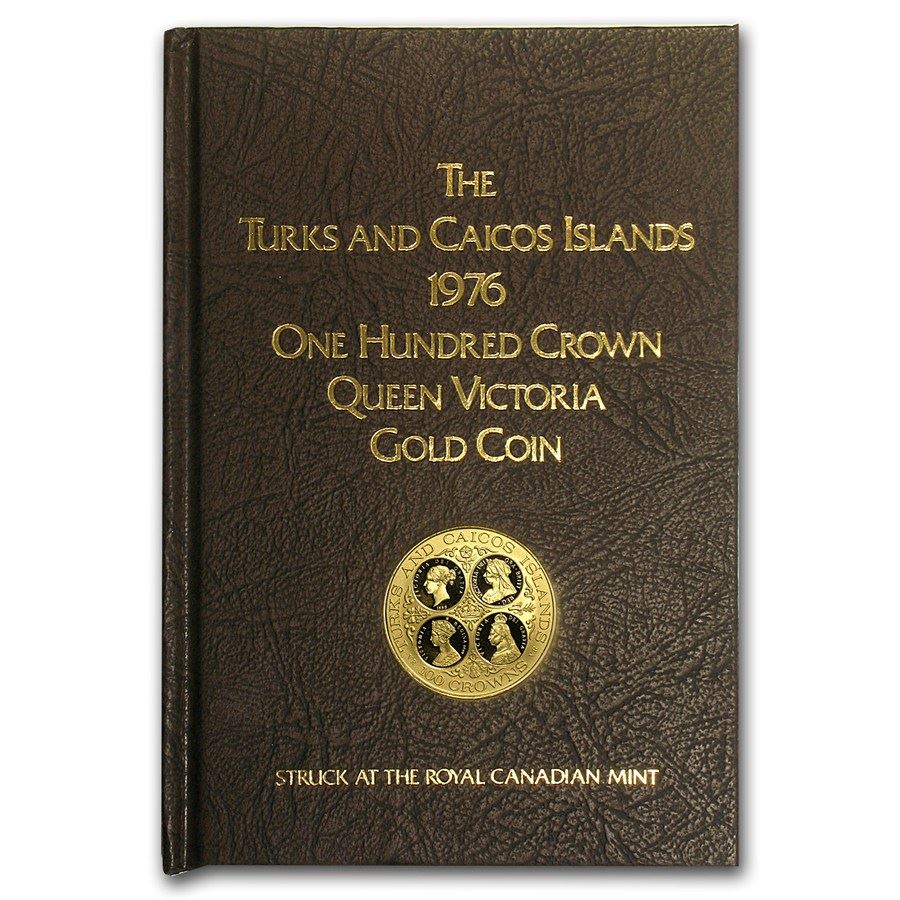 The
Turks and Caicos Islands
1976
One Hundred Crown
Queen Victoria
Gold Coin
TURKS AND CAICOS ISLANDS
100 CROWNS
STRUCK AT THE ROYAL CANADIAN MINT